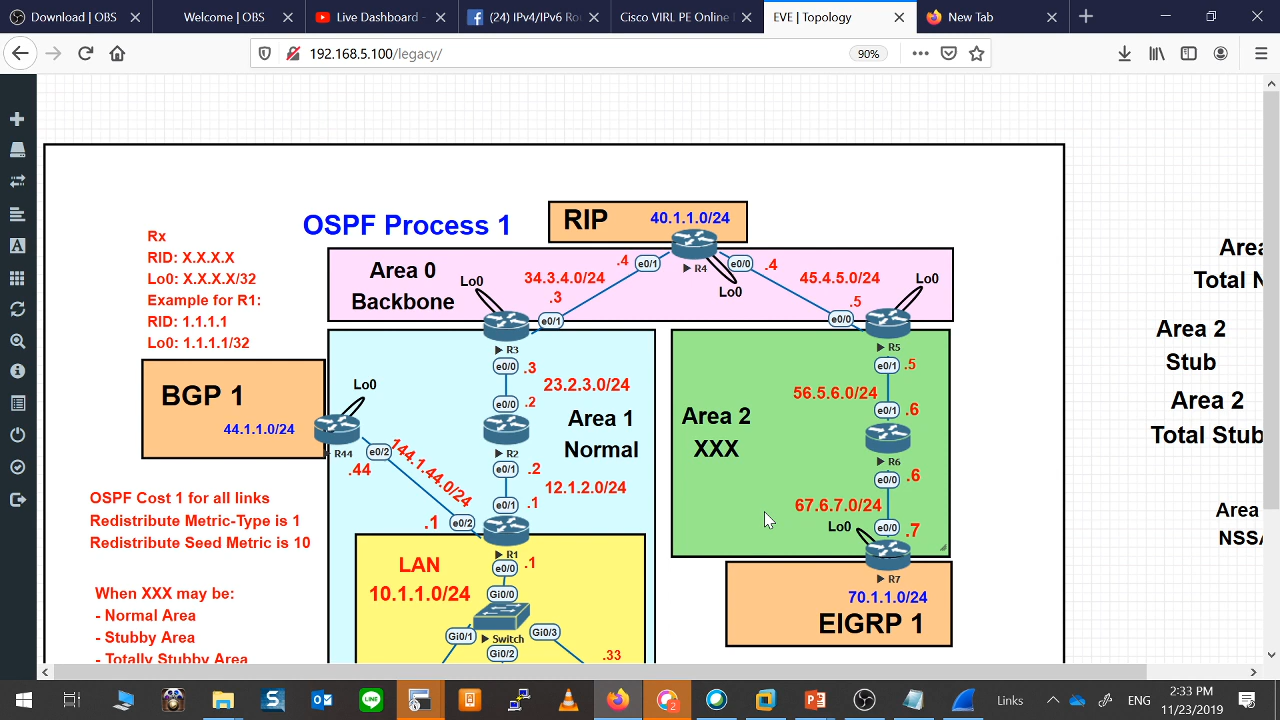 Download | OBS
Welcome | OBS
Live Dashboard -
(24) IPv4/IPv6 Rou
Cisco VIRL PE Online L
EVE | Topology
New Tab
192.168.5.100/legacy/
90%
OSPF Process 1
RIP
40.1.1.0/24
Rx
RID: X.X.X.X
Lo0: X.X.X.X/32
Example for R1:
RID: 1.1.1.1
Lo0: 1.1.1.1/32
Area 0
Backbone
Lo0
34.3.4.0/24
.4
e0/1
R4
e0/0
.4
Lo0
45.4.5.0/24
Lo0
.3
e0/1
.5
e0/0
R3
R5
e0/0
.3
23.2.3.0/24
e0/0
.2
Area 1
Normal
R2
e0/1
.2
12.1.2.0/24
e0/1
.1
BGP 1
44.1.1.0/24
Lo0
R44
e0/2
.44
144.1.44.0/24
.1
e0/2
R1
Area 2
XXX
e0/1
.5
56.5.6.0/24
e0/1
.6
R6
e0/0
.6
67.6.7.0/24
Lo0
e0/0
.7
R7
70.1.1.0/24
EIGRP 1
OSPF Cost 1 for all links
Redistribute Metric-Type is 1
Redistribute Seed Metric is 10
LAN
10.1.1.0/24
e0/0
.1
Gi0/0
Gi0/1
Switch
Gi0/3
Gi0/2
.33
When XXX may be:
- Normal Area
- Stubby Area
- Totally Stubby Area
Area
Total N
Area 2
Stub
Area 2
Total Stub
Area
NSSA
Links
ENG
2:33 PM
11/23/2019
2